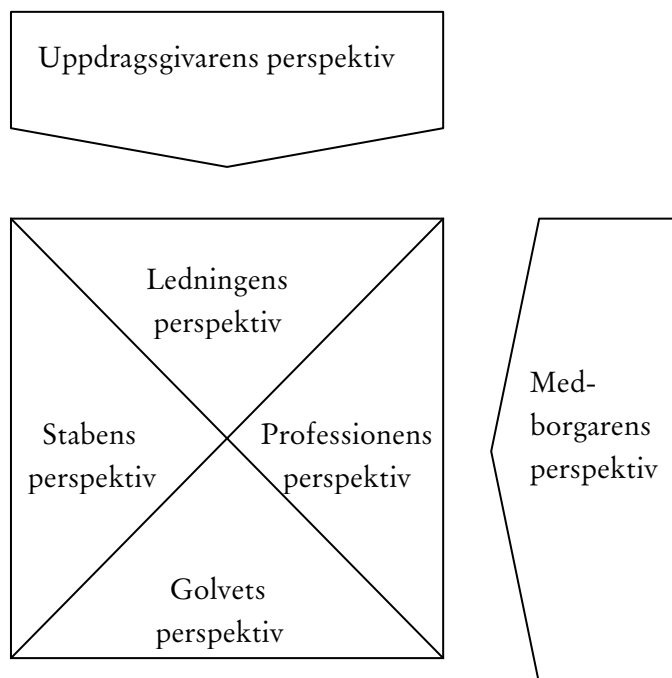 Uppdragsgivarens perspektiv
Ledningens
perspektiv
Stabens
perspektiv
Professionens
perspektiv
Golvets
perspektiv
Med-
borgarens
perspektiv